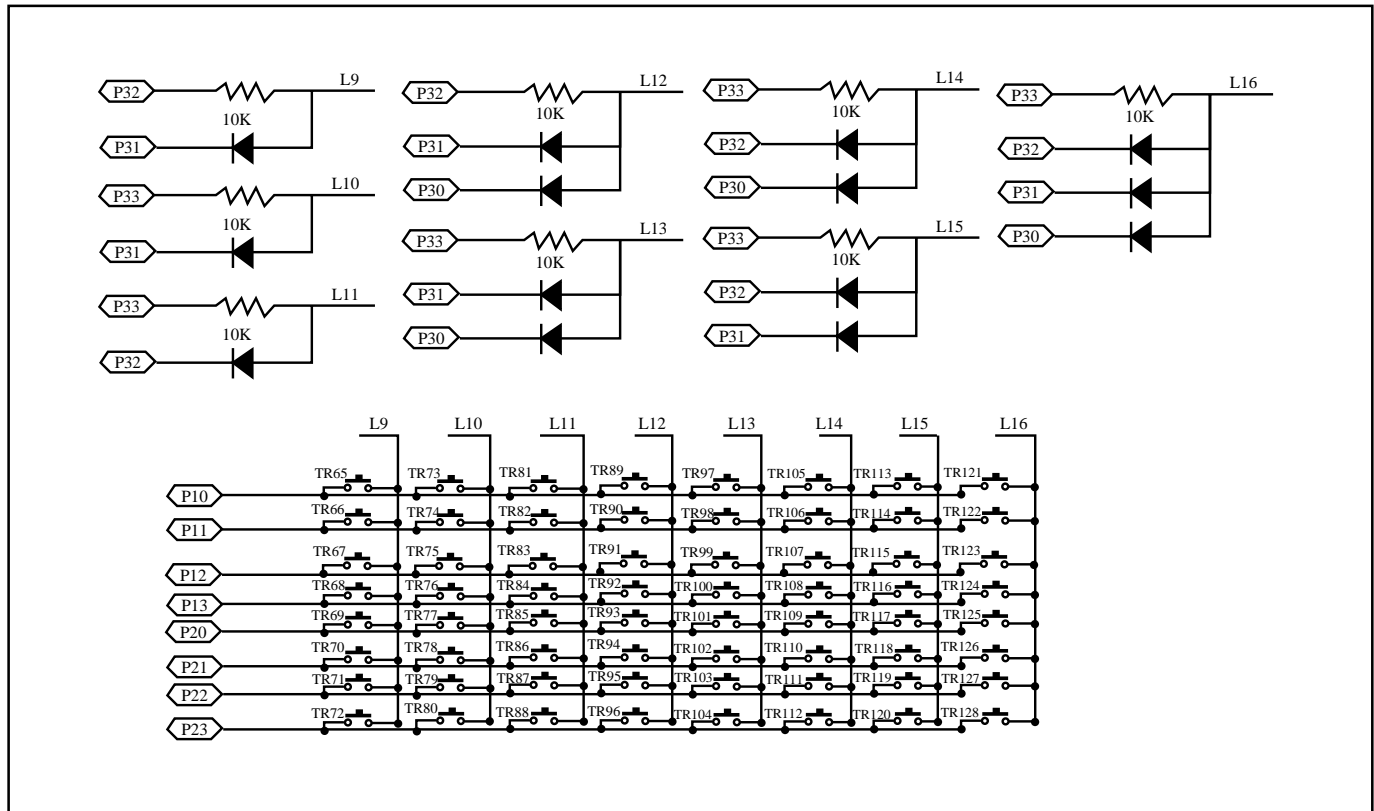 P32 L9
10K
P31
P33 L10
10K
P31
P33 L11
10K
P32
P32 L12
10K
P31
P30
P33 L13
10K
P31
P30
P33 L14
10K
P32
P30
P33 L15
10K
P32
P31
P33 L16
10K
P32
P31
P30
L9 L10 L11 L12 L13 L14 L15 L16
TR65 TR73 TR81 TR89 TR97 TR105 TR113 TR121
P10
TR66 TR74 TR82 TR90 TR98 TR106 TR114 TR122
P11
TR67 TR75 TR83 TR91 TR99 TR107 TR115 TR123
P12
TR68 TR76 TR84 TR92 TR100 TR108 TR116 TR124
P13
TR69 TR77 TR85 TR93 TR101 TR109 TR117 TR125
P20
TR70 TR78 TR86 TR94 TR102 TR110 TR118 TR126
P21
TR71 TR79 TR87 TR95 TR103 TR111 TR119 TR127
P22
TR72 TR80 TR88 TR96 TR104 TR112 TR120 TR128
P23